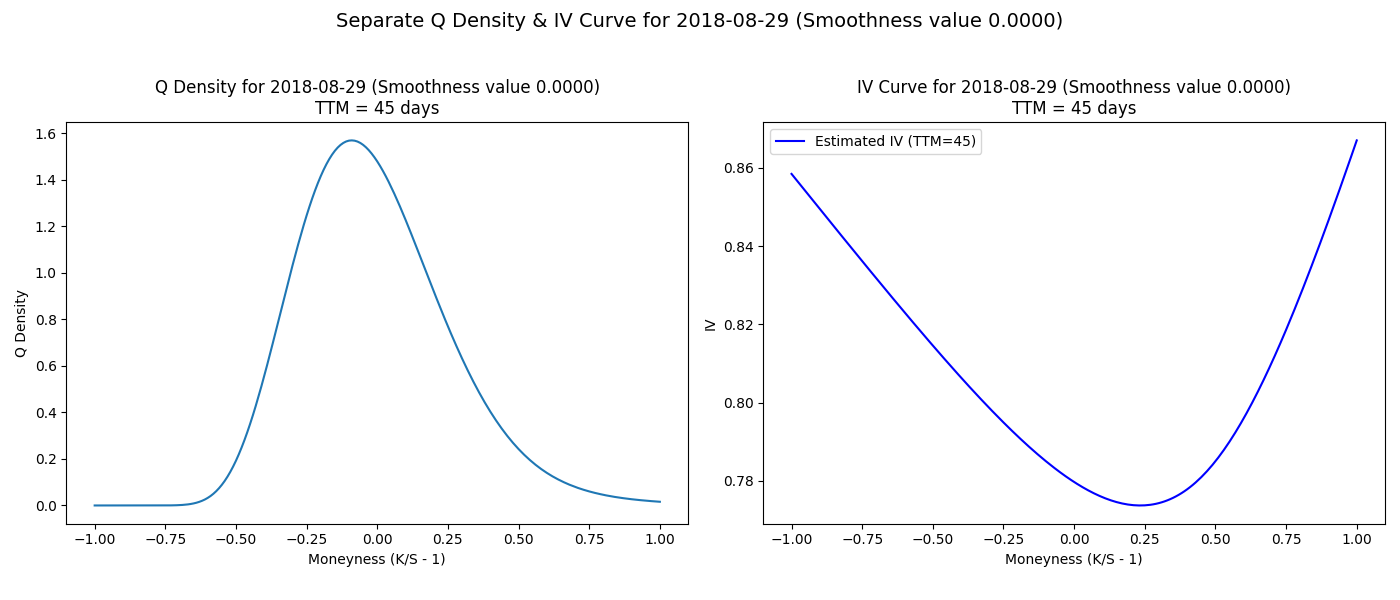 Separate Q Density & IV Curve for 2018-08-29 (Smoothness value 0.0000)
Q Density for 2018-08-29 (Smoothness value 0.0000)
TTM = 45 days
Q Density
1.6
1.4
1.2
1.0
0.8
0.6
0.4
0.2
0.0
−1.00 −0.75 −0.50 −0.25 0.00 0.25 0.50 0.75 1.00
Moneyness (K/S - 1)
IV Curve for 2018-08-29 (Smoothness value 0.0000)
TTM = 45 days
Estimated IV (TTM=45)
IV
0.86
0.84
0.82
0.80
0.78
−1.00 −0.75 −0.50 −0.25 0.00 0.25 0.50 0.75 1.00
Moneyness (K/S - 1)